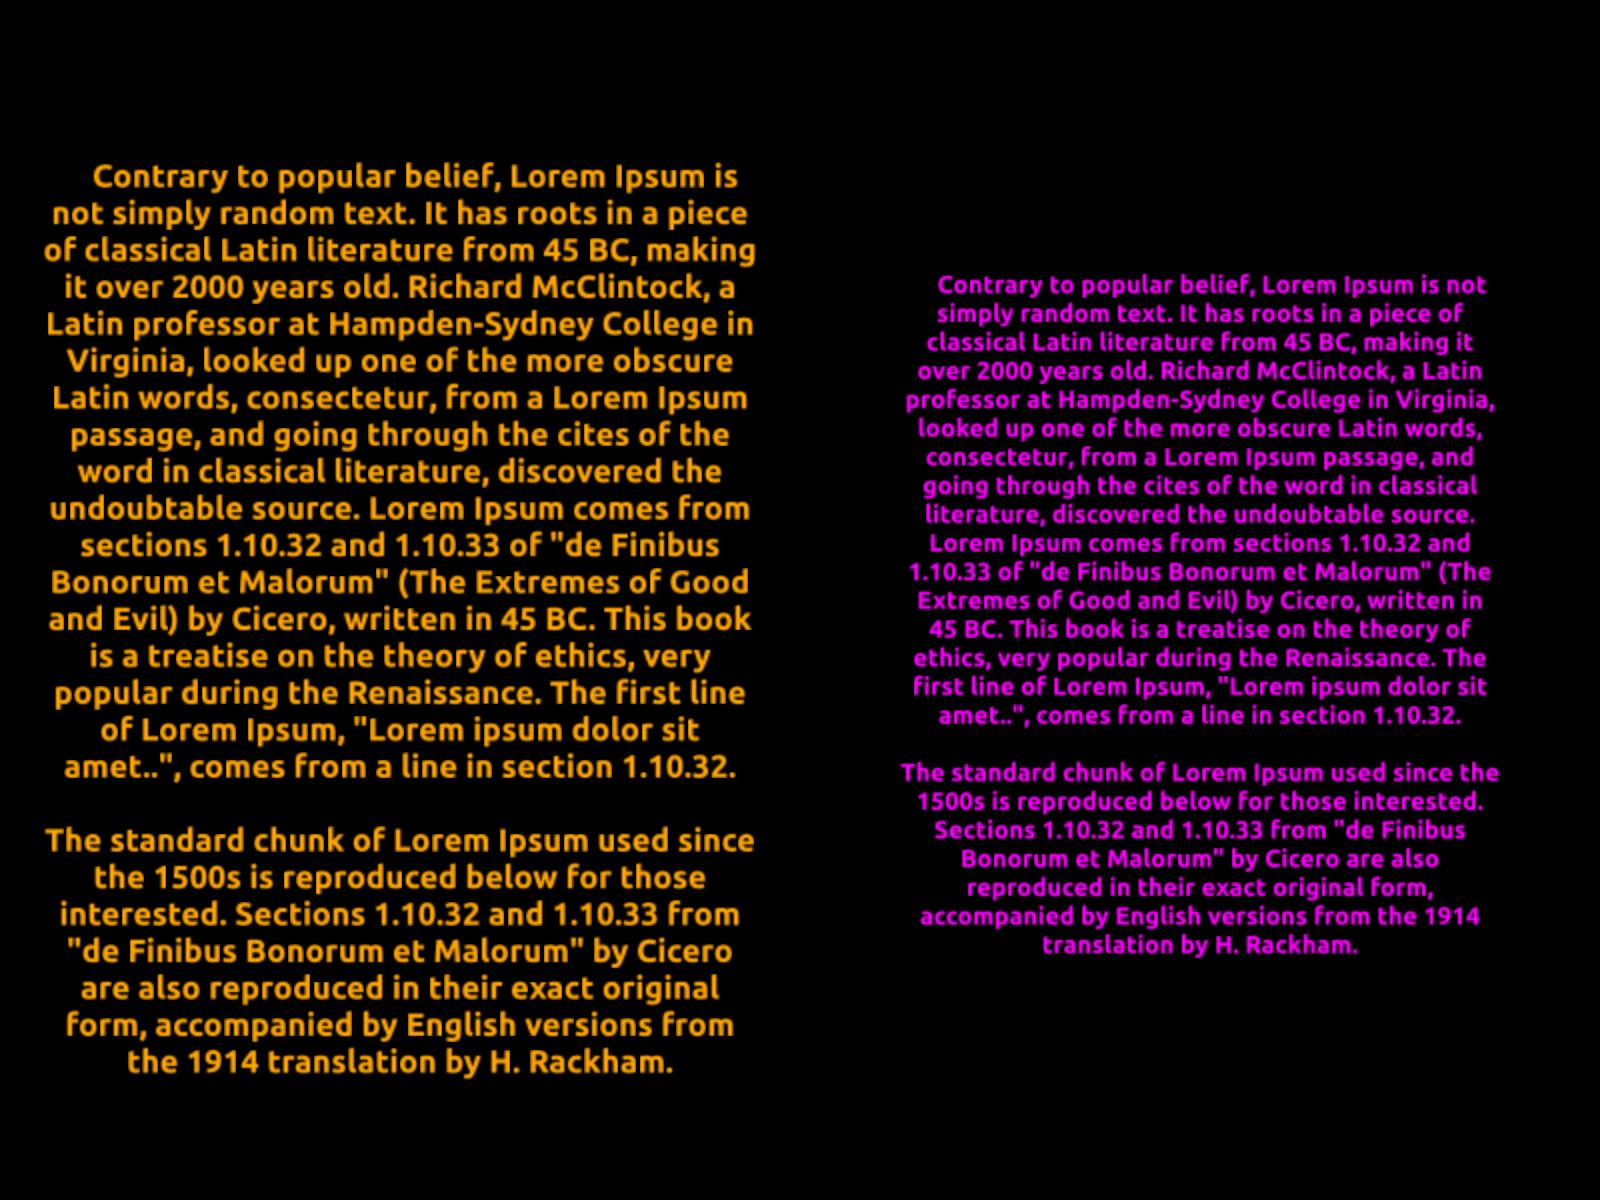 Contrary to popular belief, Lorem Ipsum is
not simply random text. It has roots in a piece
of classical Latin literature from 45 BC, making
it over 2000 years old. Richard McClintock, a
Latin professor at Hampden-Sydney College in
Virginia, looked up one of the more obscure
Latin words, consectetur, from a Lorem Ipsum
passage, and going through the cites of the
word in classical literature, discovered the
undoubtable source. Lorem Ipsum comes from
sections 1.10.32 and 1.10.33 of "de Finibus
Bonorum et Malorum" (The Extremes of Good
and Evil) by Cicero, written in 45 BC. This book
is a treatise on the theory of ethics, very
popular during the Renaissance. The first line
of Lorem Ipsum, "Lorem ipsum dolor sit
amet..", comes from a line in section 1.10.32.
The standard chunk of Lorem Ipsum used since
the 1500s is reproduced below for those
interested. Sections 1.10.32 and 1.10.33 from
"de Finibus Bonorum et Malorum" by Cicero
are also reproduced in their exact original
form, accompanied by English versions from
the 1914 translation by H. Rackham.
Contrary to popular belief, Lorem Ipsum is not
simply random text. It has roots in a piece of
classical Latin literature from 45 BC, making it
over 2000 years old. Richard McClintock, a Latin
professor at Hampden-Sydney College in Virginia,
looked up one of the more obscure Latin words,
consectetur, from a Lorem Ipsum passage, and
going through the cites of the word in classical
literature, discovered the undoubtable source.
Lorem Ipsum comes from sections 1.10.32 and
1.10.33 of "de Finibus Bonorum et Malorum" (The
Extremes of Good and Evil) by Cicero, written in
45 BC. This book is a treatise on the theory of
ethics, very popular during the Renaissance. The
first line of Lorem Ipsum, "Lorem ipsum dolor sit
amet..", comes from a line in section 1.10.32.
The standard chunk of Lorem Ipsum used since the
1500s is reproduced below for those interested.
Sections 1.10.32 and 1.10.33 from "de Finibus
Bonorum et Malorum" by Cicero are also
reproduced in their exact original form,
accompanied by English versions from the 1914
translation by H. Rackham.